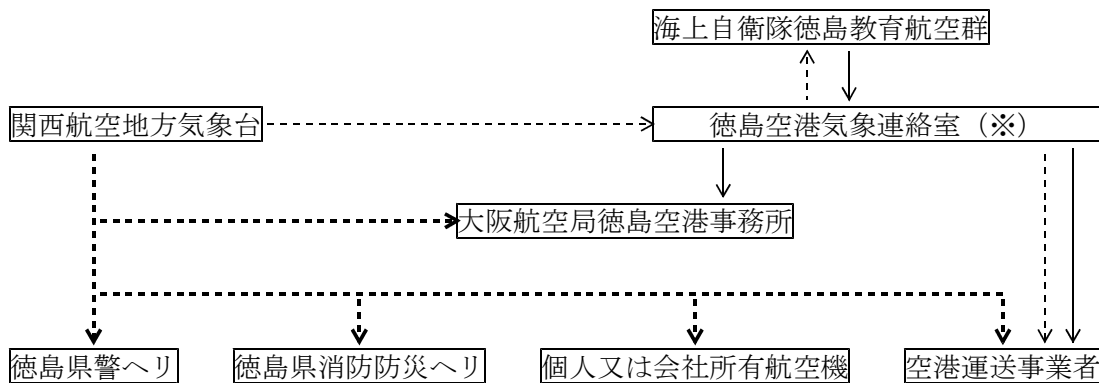 海上自衛隊徳島教育航空群
関西航空地方気象台
徳島空港気象連絡室(※)
大阪航空局徳島空港事務所
徳島県警ヘリ
徳島県消防防災ヘリ
個人又は会社所有航空機
空港運送事業者